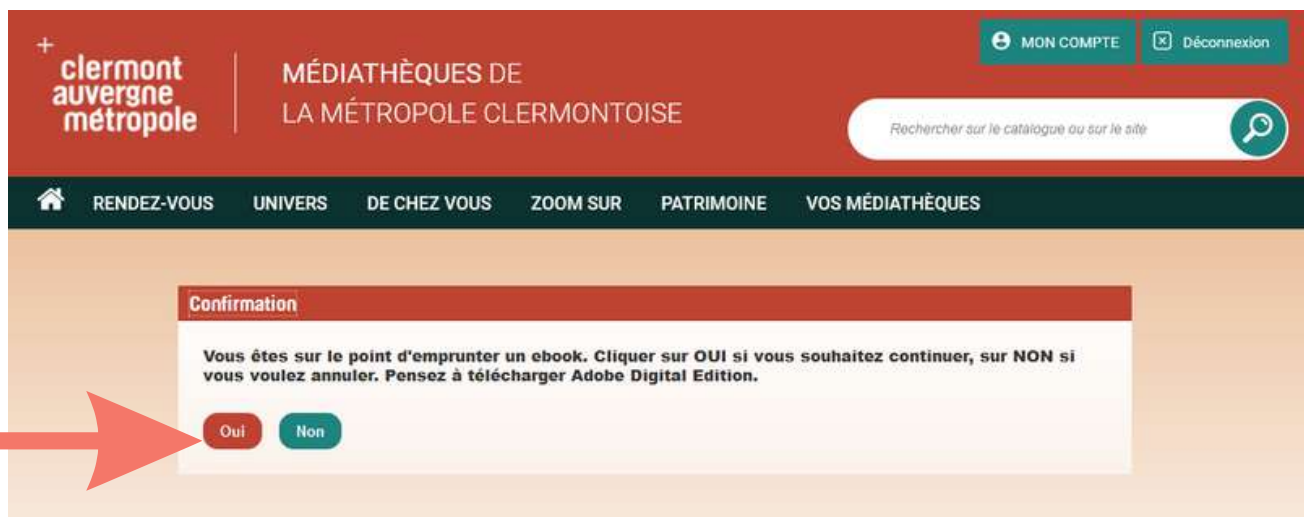 +
clermont
auvergne
métropole
MÉDIATHÈQUES DE
LA MÉTROPOLE CLERMONTOISE
MON COMPTE
Déconnexion
Rechercher sur le catalogue ou sur le site
RENDEZ-VOUS UNIVERS DE CHEZ VOUS ZOOM SUR PATRIMOINE VOS MÉDIATHÈQUES
Confirmation
Vous êtes sur le point d'emprunter un ebook. Cliquer sur OUI si vous souhaitez continuer, sur NON si
vous voulez annuler. Pensez à télécharger Adobe Digital Edition.
Oui Non